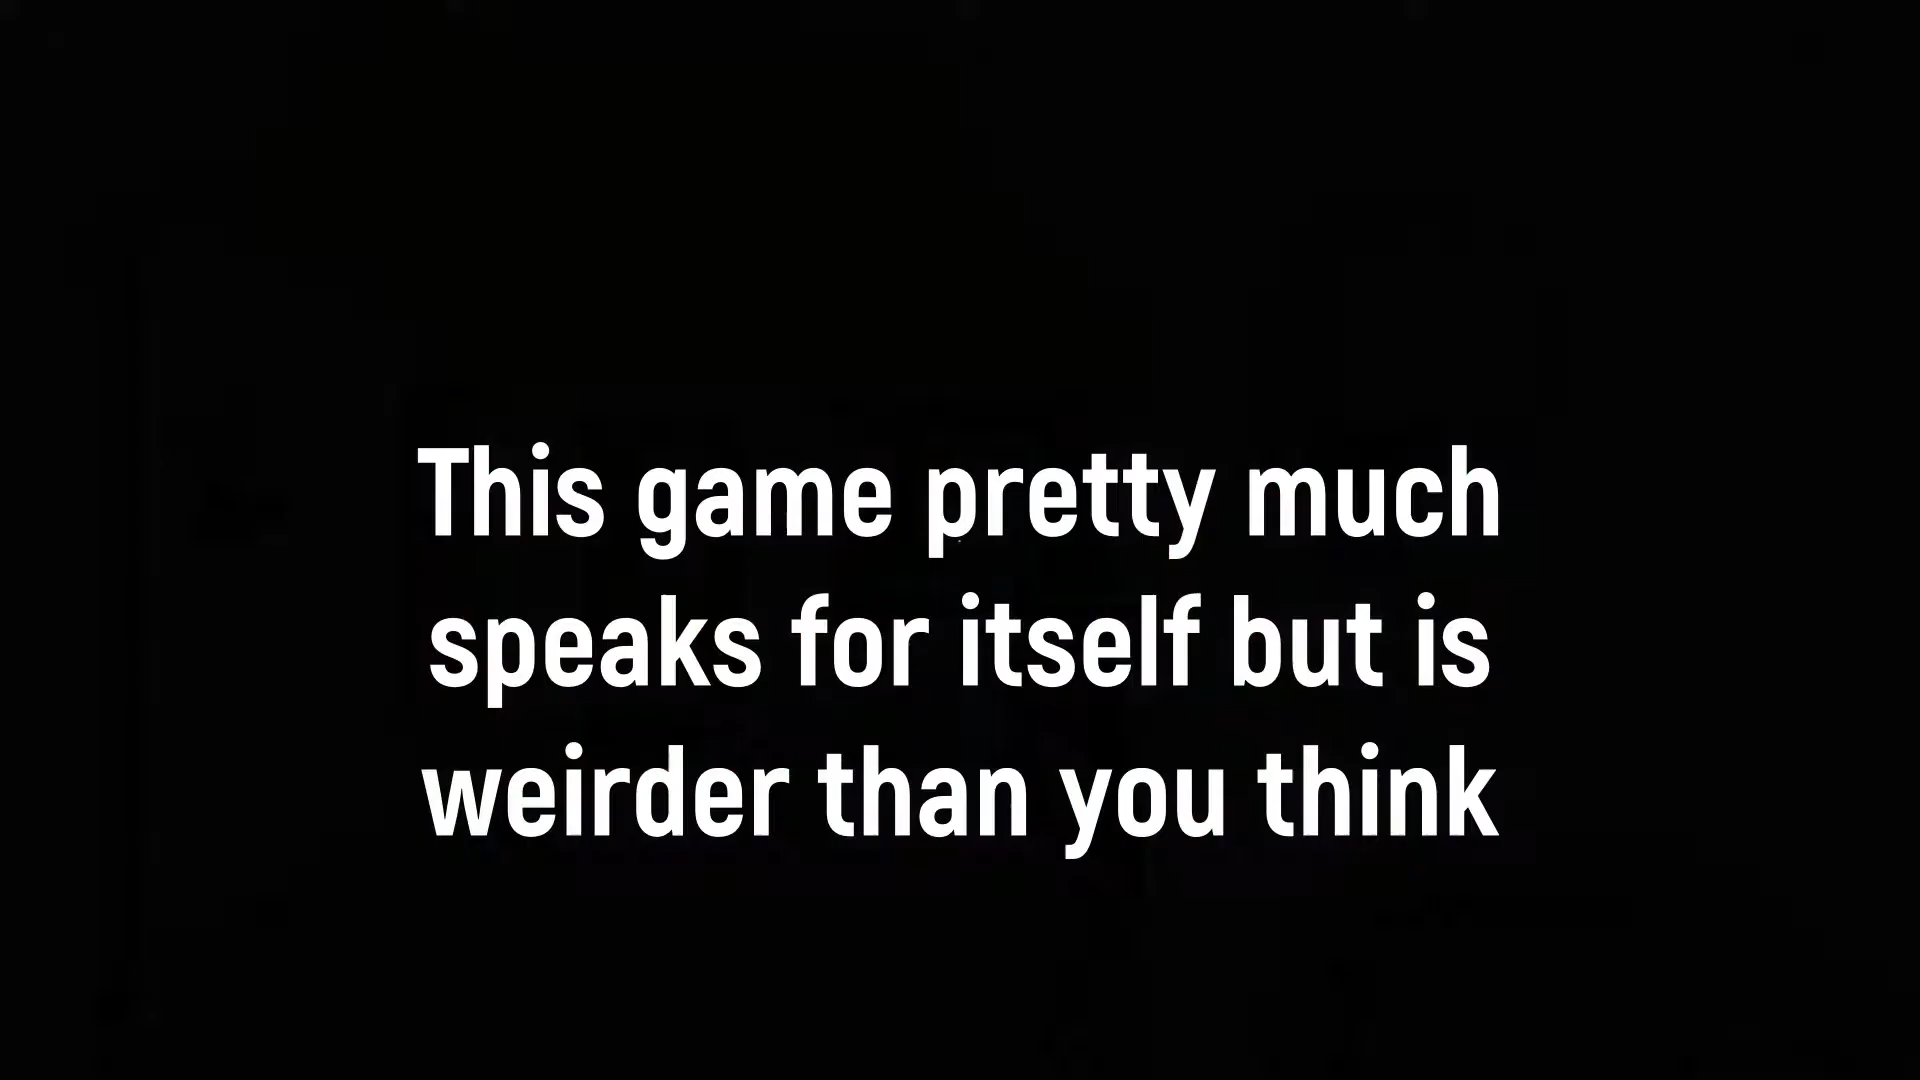 This game pretty much
speaks for itself but is
weirder than you think